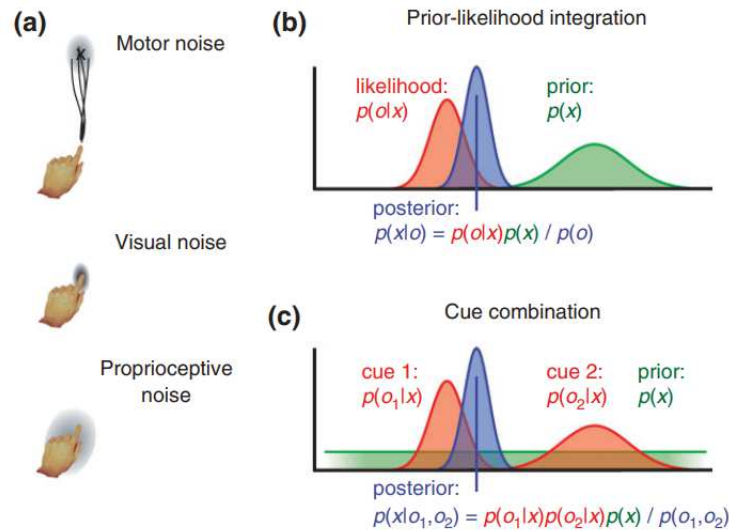 (a)
Motor noise
Visual noise
Proprioceptive
noise
(b)
Prior-likelihood integration
likelihood:
p(o|x)
prior:
p(x)
posterior:
p(x|o) = p(o|x)p(x) / p(o)
(c)
Cue combination
cue 1:
p(o₁|x)
cue 2:
p(o₂|x)
prior:
p(x)
posterior:
p(x|o₁,o₂) = p(o₁|x)p(o₂|x)p(x) / p(o₁,o₂)